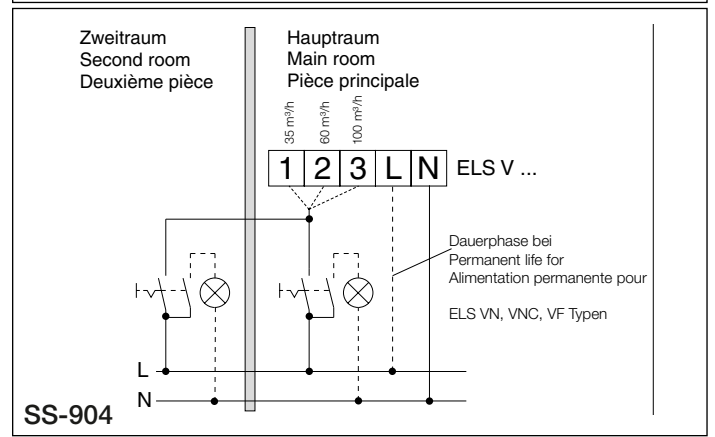 Zweitraum
Second room
Deuxième pièce
Hauptraum
Main room
Pièce principale
35 m³/h
60 m³/h
100 m³/h
1 2 3 L N ELS V ...
Dauerphase bei
Permanent life for
Alimentation permanente pour
ELS VN, VNC, VF Typen
L
N
SS-904